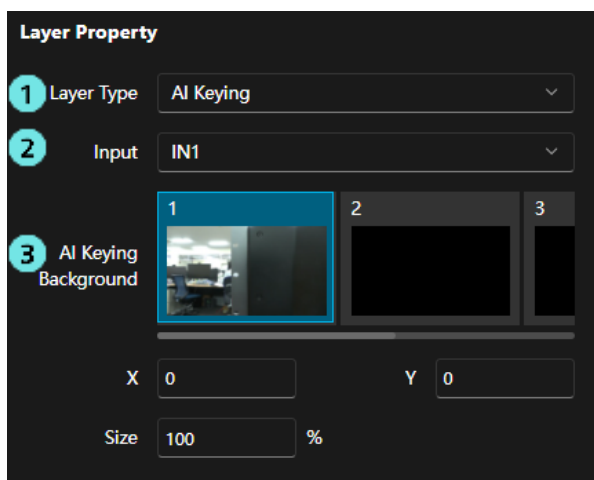 Layer Property
1 Layer Type AI Keying
2 Input IN1
1 2 3
3 AI Keying
Background
X 0 Y 0
Size 100 %